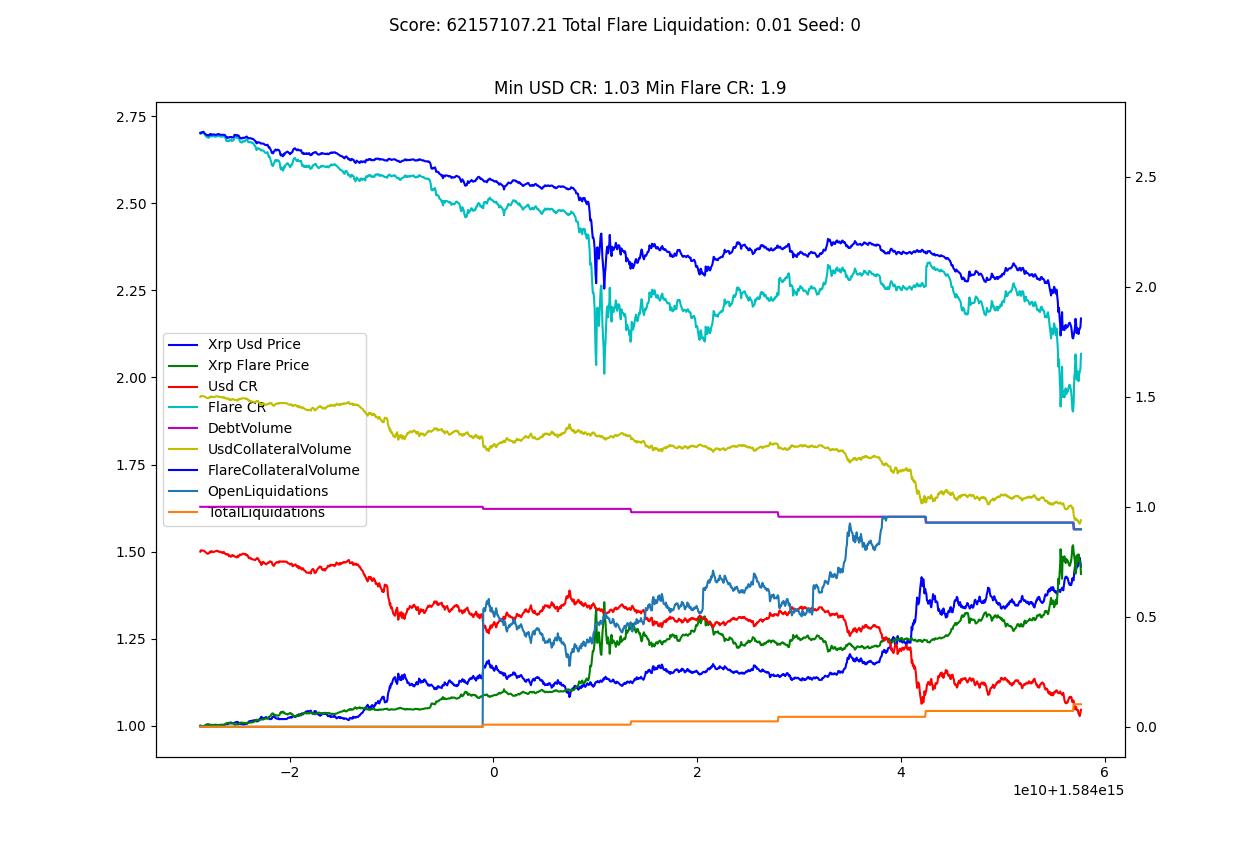 Score: 62157107.21 Total Flare Liquidation: 0.01 Seed: 0
Min USD CR: 1.03 Min Flare CR: 1.9
2.75
2.50
2.25
2.00
1.75
1.50
1.25
1.00
Xrp Usd Price
Xrp Flare Price
Usd CR
Flare CR
DebtVolume
UsdCollateralVolume
FlareCollateralVolume
OpenLiquidations
TotalLiquidations
2.5
2.0
1.5
1.0
0.5
0.0
−2 0 2 4 6
1e10+1.584e15